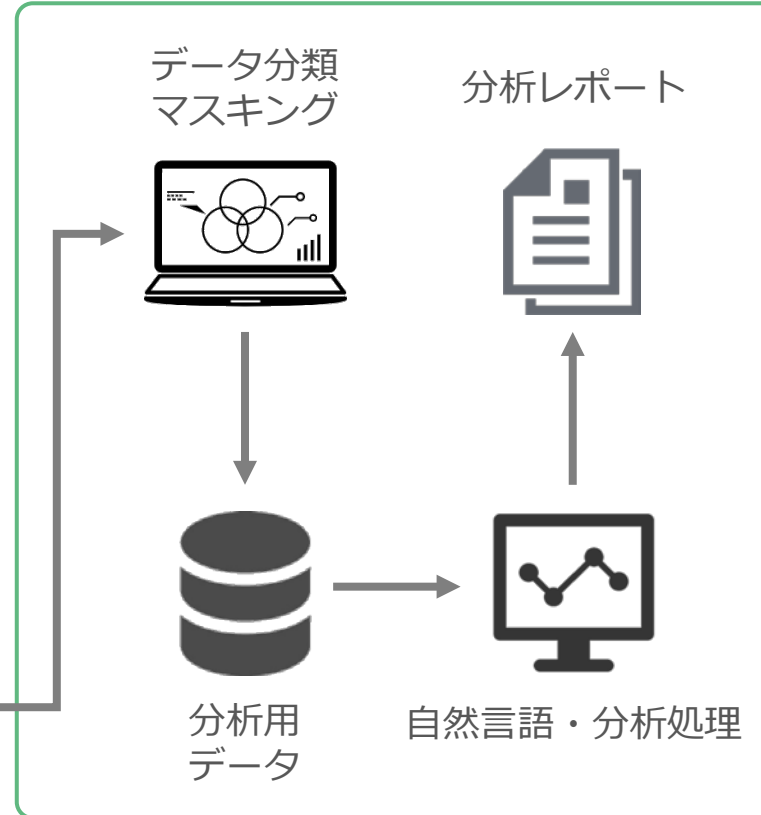 データ分類
マスキング
分析レポート
分析用
データ
自然言語・分析処理